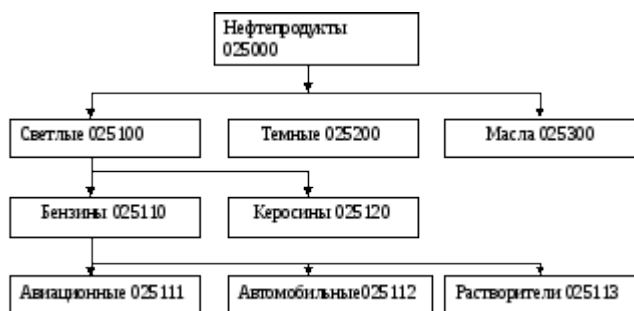 Нефтепродукты
025000
Светлые 025100
Темные 025200
Масла 025300
Бензины 025110
Керосины 025120
Авиационные 025111
Автомобильные025112
Растворители 025113